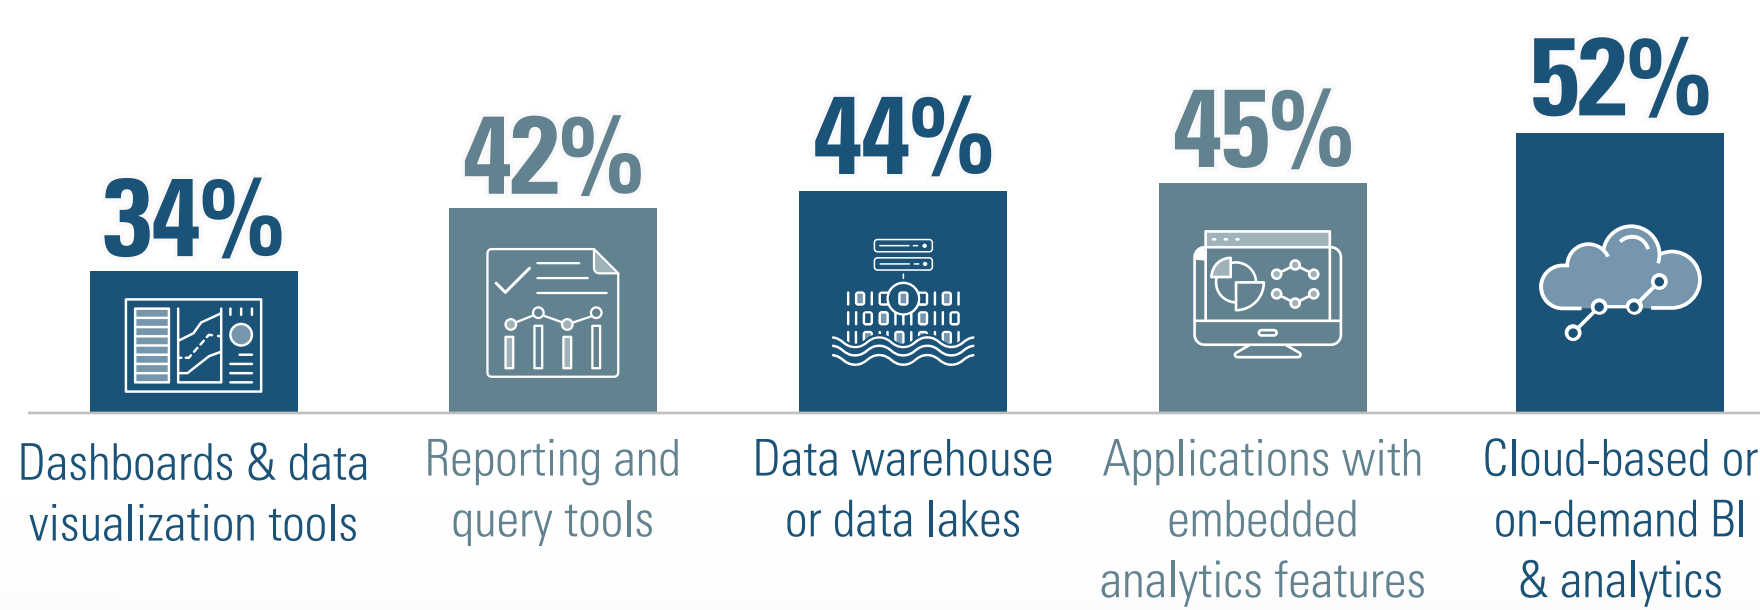 34%
42%
44%
45%
52%
Dashboards & data
visualization tools
Reporting and
query tools
Data warehouse
or data lakes
Applications with
embedded
analytics features
Cloud-based or
on-demand BI
& analytics